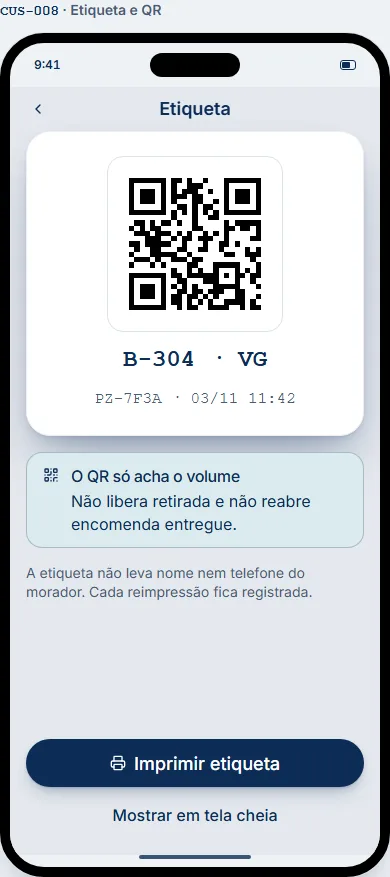 CUS-008 · Etiqueta e QR
9:41
Etiqueta
B-304 · VG
PZ-7F3A · 03/11 11:42
O QR só acha o volume
Não libera retirada e não reabre
encomenda entregue.
A etiqueta não leva nome nem telefone do
morador. Cada reimpressão fica registrada.
Imprimir etiqueta
Mostrar em tela cheia